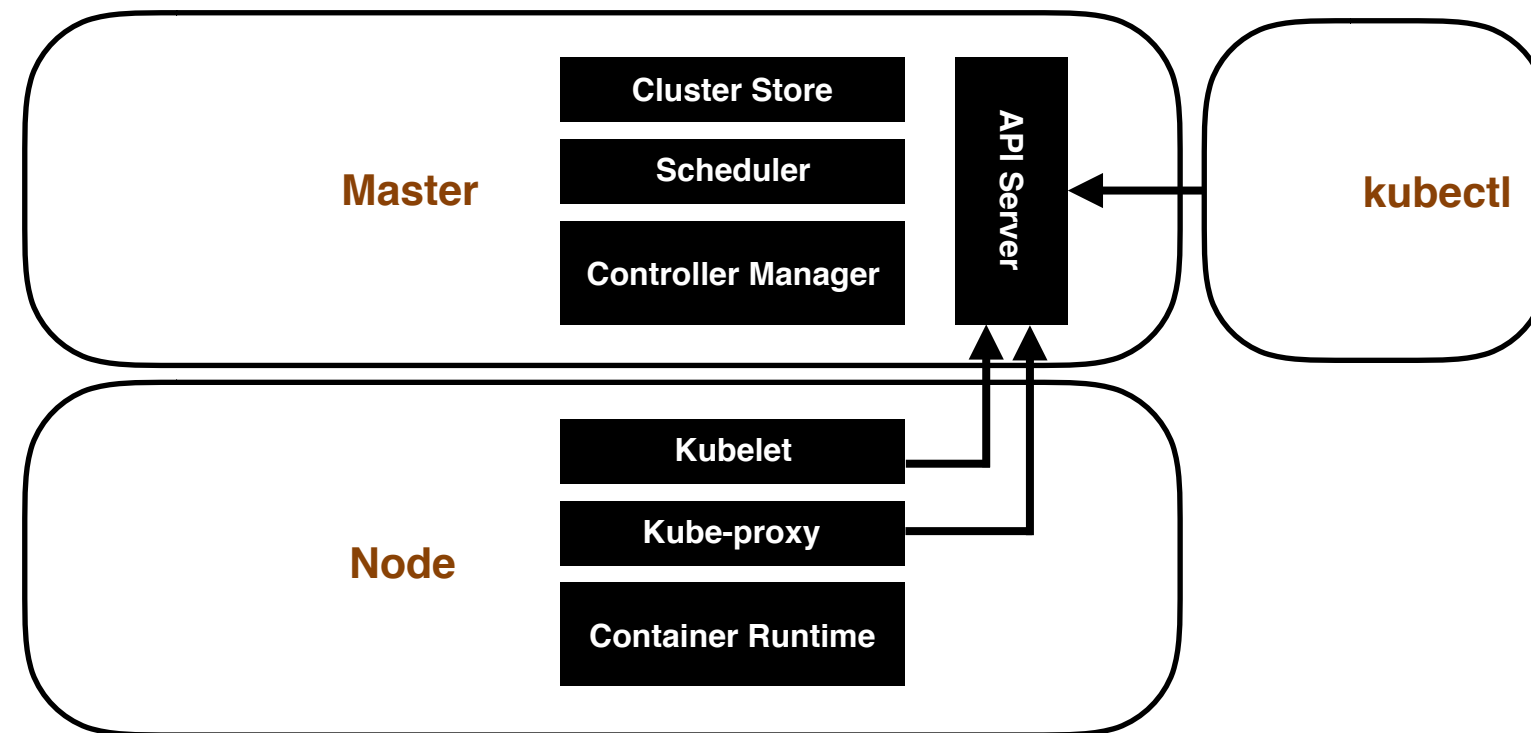 Master
Cluster Store
Scheduler
Controller Manager
API Server
kubectl
Node
Kubelet
Kube-proxy
Container Runtime